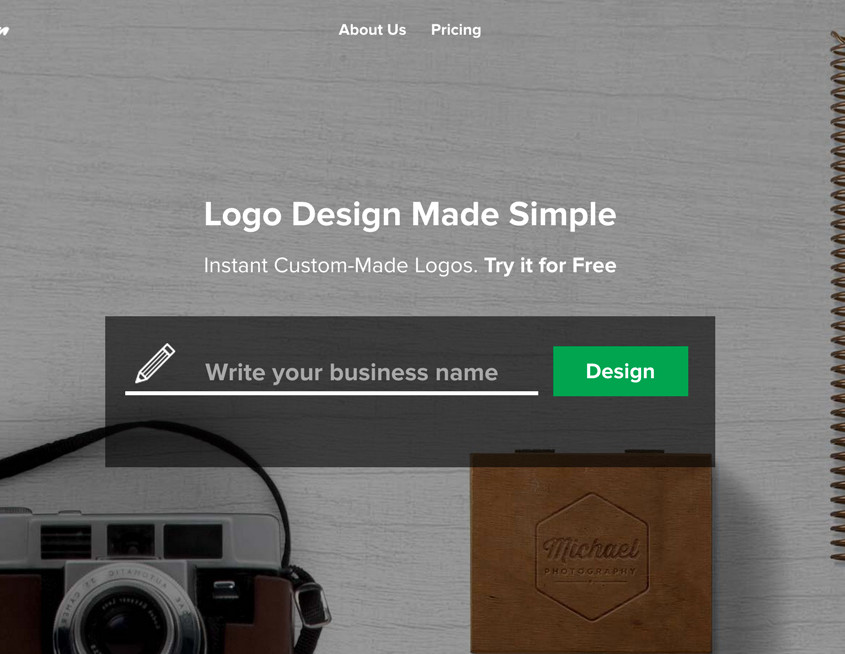 About Us Pricing
Logo Design Made Simple
Instant Custom-Made Logos. Try it for Free
Write your business name
Design
Michael
PHOTOGRAPHY